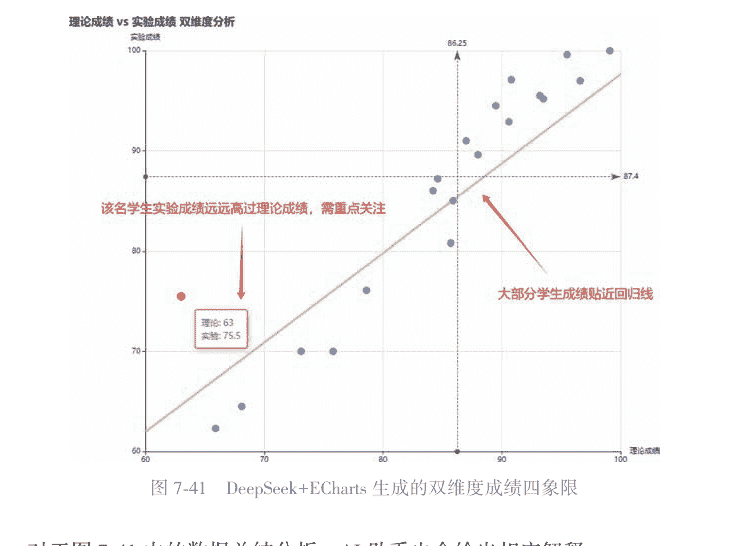 理论成绩 vs 实验成绩 双维度分析
实验成绩
86.25
100
90
87.4
该名学生实验成绩远远高过理论成绩，需重点关注
80
大部分学生成绩贴近回归线
理论: 63
实验: 75.5
70
60
理论成绩
60
70
80
90
100
图 7-41 DeepSeek+ECharts 生成的双维度成绩四象限